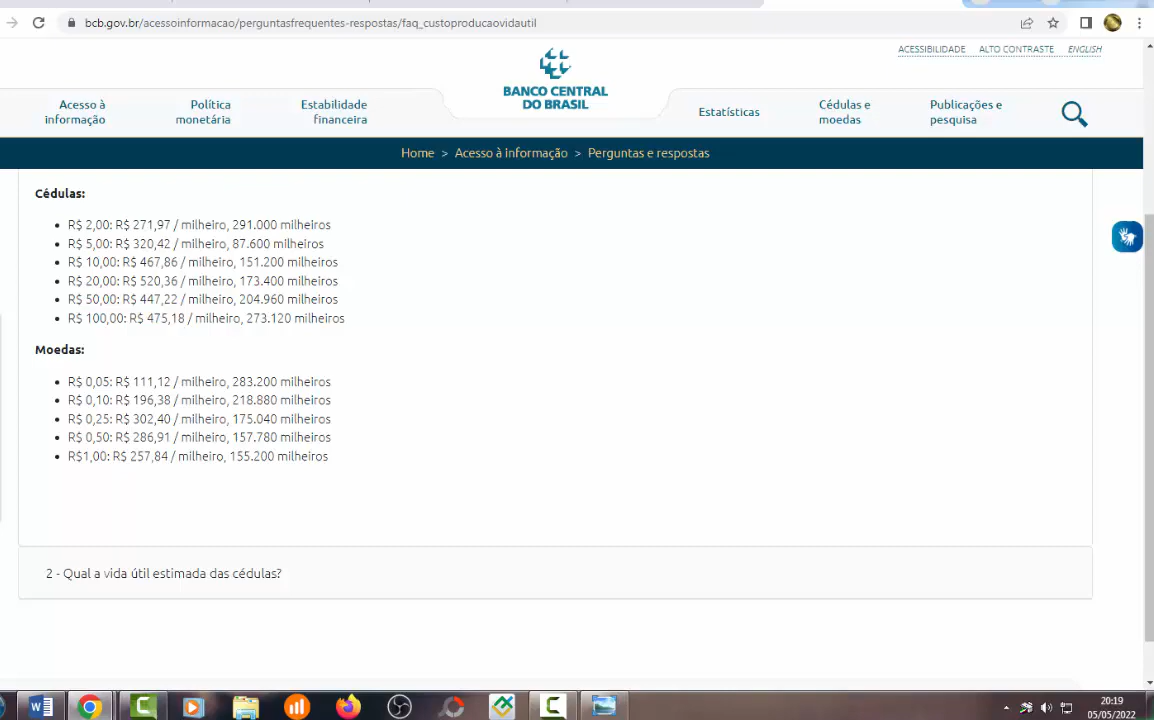 bcb.gov.br/acessoinformacao/perguntasfrequentes-respostas/faq_custoproducaovidautil
ACESSIBILIDADE ALTO CONTRASTE ENGLISH
BANCO CENTRAL
DO BRASIL
Acesso à
informação
Política
monetária
Estabilidade
financeira
Estatísticas
Cédulas e
moedas
Publicações e
pesquisa
Home > Acesso à informação > Perguntas e respostas
Cédulas:
• R$ 2,00: R$ 271,97 / milheiro, 291.000 milheiros
• R$ 5,00: R$ 320,42 / milheiro, 87.600 milheiros
• R$ 10,00: R$ 467,86 / milheiro, 151.200 milheiros
• R$ 20,00: R$ 520,36 / milheiro, 173.400 milheiros
• R$ 50,00: R$ 447,22 / milheiro, 204.960 milheiros
• R$ 100,00: R$ 475,18 / milheiro, 273.120 milheiros
Moedas:
• R$ 0,05: R$ 111,12 / milheiro, 283.200 milheiros
• R$ 0,10: R$ 196,38 / milheiro, 218.880 milheiros
• R$ 0,25: R$ 302,40 / milheiro, 175.040 milheiros
• R$ 0,50: R$ 286,91 / milheiro, 157.780 milheiros
• R$1,00: R$ 257,84 / milheiro, 155.200 milheiros
2 - Qual a vida útil estimada das cédulas?
20:19
05/05/2022